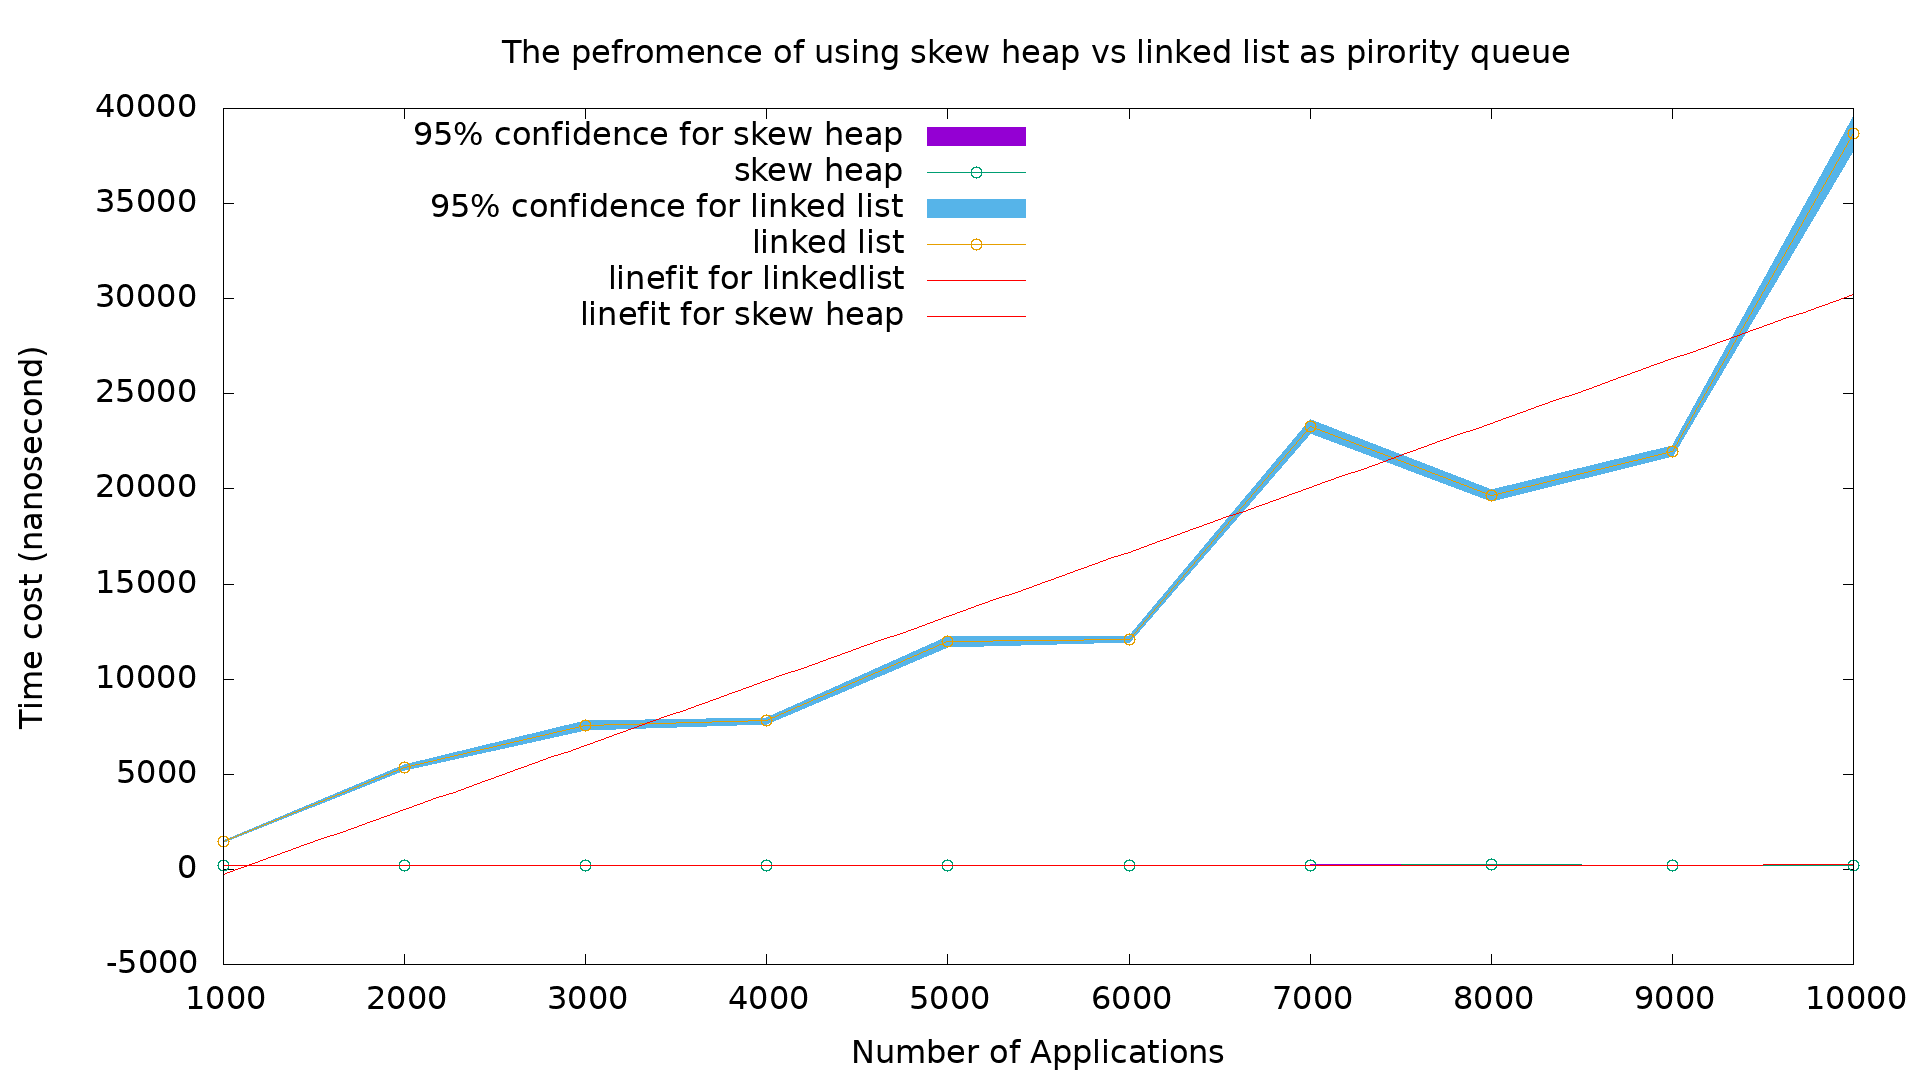 The pefromence of using skew heap vs linked list as pirority queue
40000
35000
30000
25000
20000
15000
10000
5000
0
-5000
Time cost (nanosecond)
95% confidence for skew heap
skew heap
95% confidence for linked list
linked list
linefit for linkedlist
linefit for skew heap
1000 2000 3000 4000 5000 6000 7000 8000 9000 10000
Number of Applications